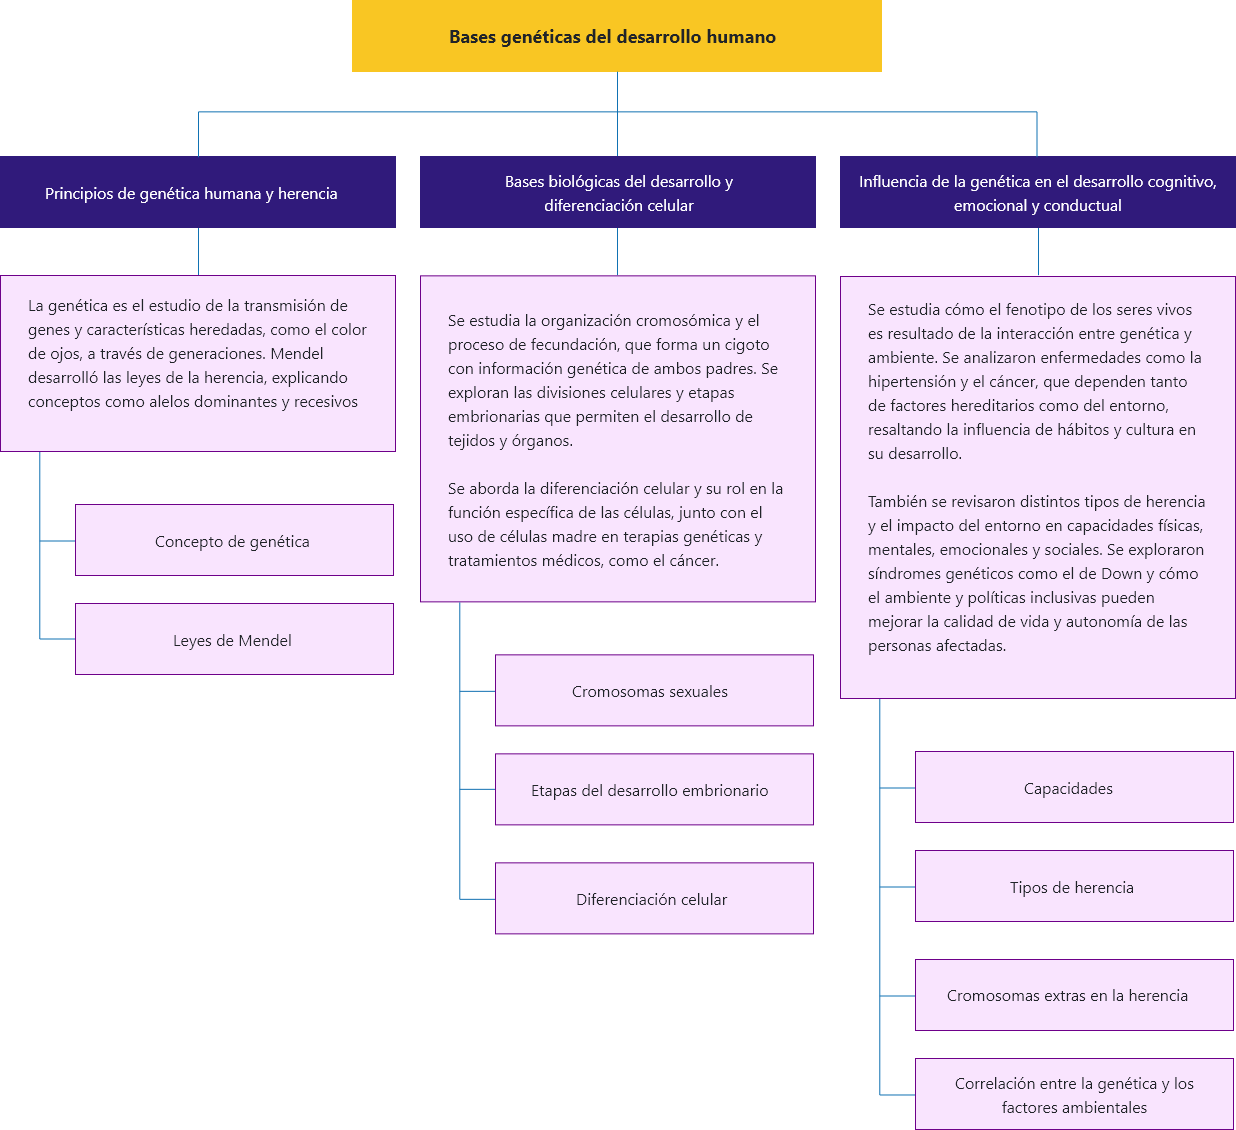 Bases genéticas del desarrollo humano
Principios de genética humana y herencia
La genética es el estudio de la transmisión de
genes y características heredadas, como el color
de ojos, a través de generaciones. Mendel
desarrolló las leyes de la herencia, explicando
conceptos como alelos dominantes y recesivos
Concepto de genética
Leyes de Mendel
Bases biológicas del desarrollo y
diferenciación celular
Se estudia la organización cromosómica y el
proceso de fecundación, que forma un cigoto
con información genética de ambos padres. Se
exploran las divisiones celulares y etapas
embrionarias que permiten el desarrollo de
tejidos y órganos.
Se aborda la diferenciación celular y su rol en la
función específica de las células, junto con el
uso de células madre en terapias genéticas y
tratamientos médicos, como el cáncer.
Cromosomas sexuales
Etapas del desarrollo embrionario
Diferenciación celular
Influencia de la genética en el desarrollo cognitivo,
emocional y conductual
Se estudia cómo el fenotipo de los seres vivos
es resultado de la interacción entre genética y
ambiente. Se analizaron enfermedades como la
hipertensión y el cáncer, que dependen tanto
de factores hereditarios como del entorno,
resaltando la influencia de hábitos y cultura en
su desarrollo.
También se revisaron distintos tipos de herencia
y el impacto del entorno en capacidades físicas,
mentales, emocionales y sociales. Se exploraron
síndromes genéticos como el de Down y cómo
el ambiente y políticas inclusivas pueden
mejorar la calidad de vida y autonomía de las
personas afectadas.
Capacidades
Tipos de herencia
Cromosomas extras en la herencia
Correlación entre la genética y los
factores ambientales